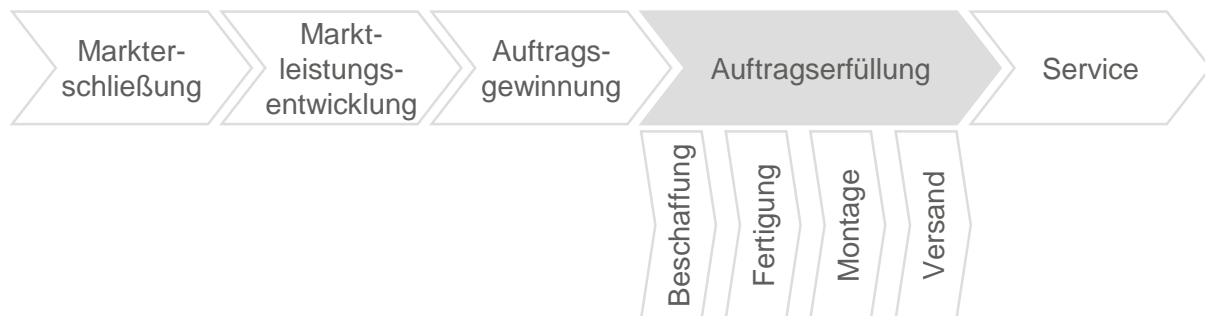 Markter-
schließung
Markt-
leistungs-
entwicklung
Auftrags-
gewinnung
Auftragserfüllung
Service
Beschaffung
Fertigung
Montage
Versand